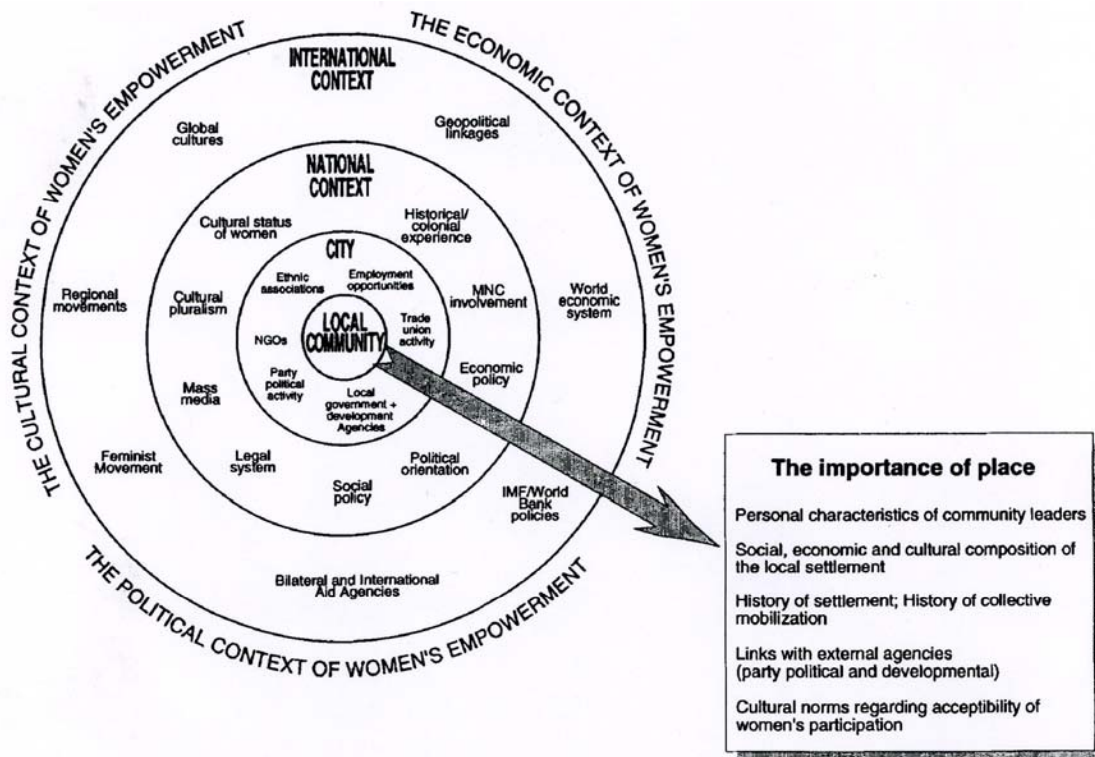 THE CULTURAL CONTEXT OF WOMEN'S EMPOWERMENT
THE ECONOMIC CONTEXT OF WOMEN'S EMPOWERMENT
THE POLITICAL CONTEXT OF WOMEN'S EMPOWERMENT
INTERNATIONAL
CONTEXT
Global
cultures
Geopolitical
linkages
Regional
movements
World
economic
system
Feminist
Movement
IMF/World
Bank
policies
Bilateral and International
Aid Agencies
NATIONAL
CONTEXT
Cultural status
of women
Historical/
colonial
experience
Cultural
pluralism
MNC
involvement
Mass
media
Economic
policy
Legal
system
Social
policy
Political
orientation
CITY
Ethnic
associations
Employment
opportunities
NGOs
Trade
union
activity
Party
political
activity
Local
government +
development
Agencies
LOCAL
COMMUNITY
The importance of place
Personal characteristics of community leaders
Social, economic and cultural composition of
the local settlement
History of settlement; History of collective
mobilization
Links with external agencies
(party political and developmental)
Cultural norms regarding acceptibility of
women's participation